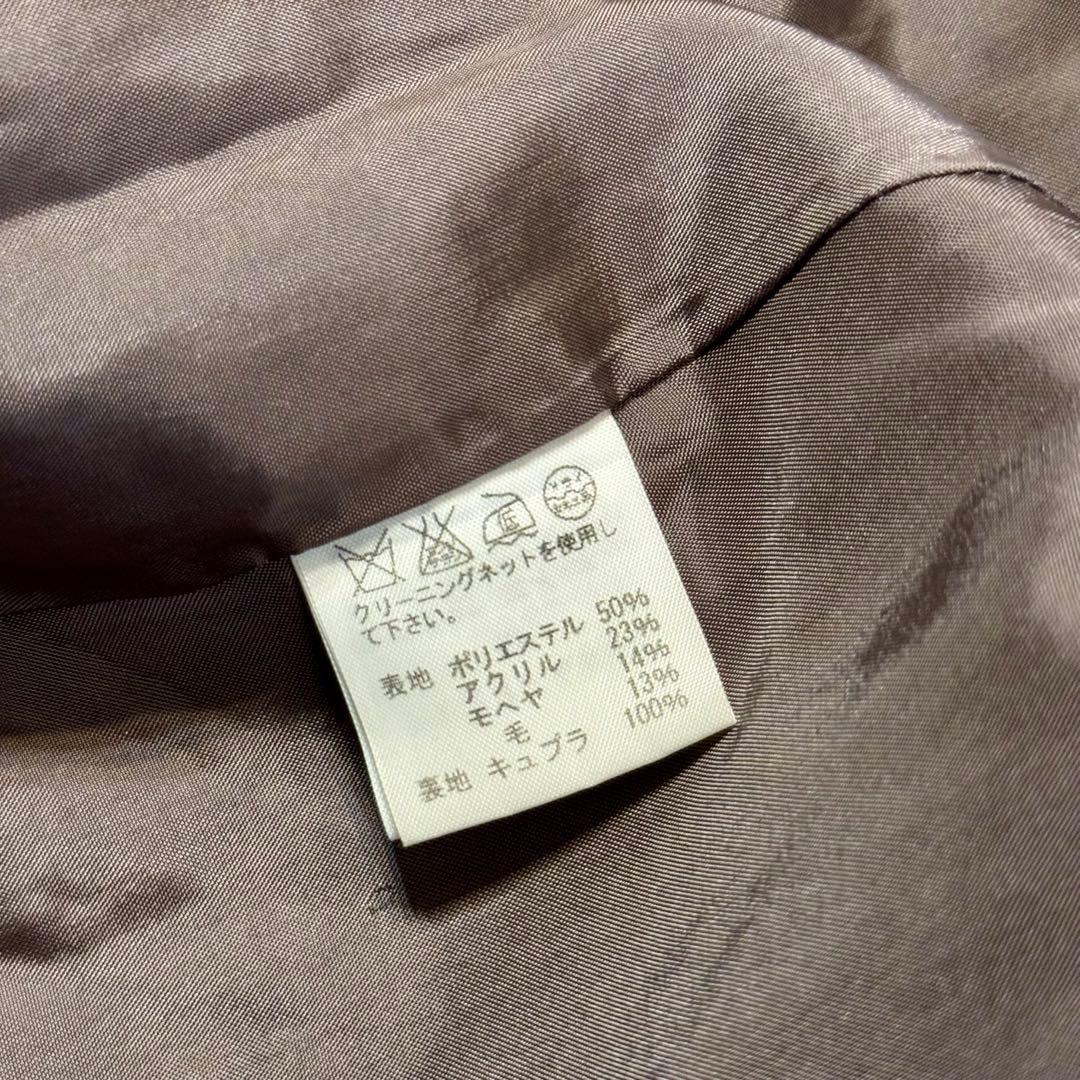 クリーニングネットを使用し
て下さい。
表地 ポリエステル 50%
アクリル 23%
モヘヤ 14%
毛 13%
裏地 キュプラ 100%